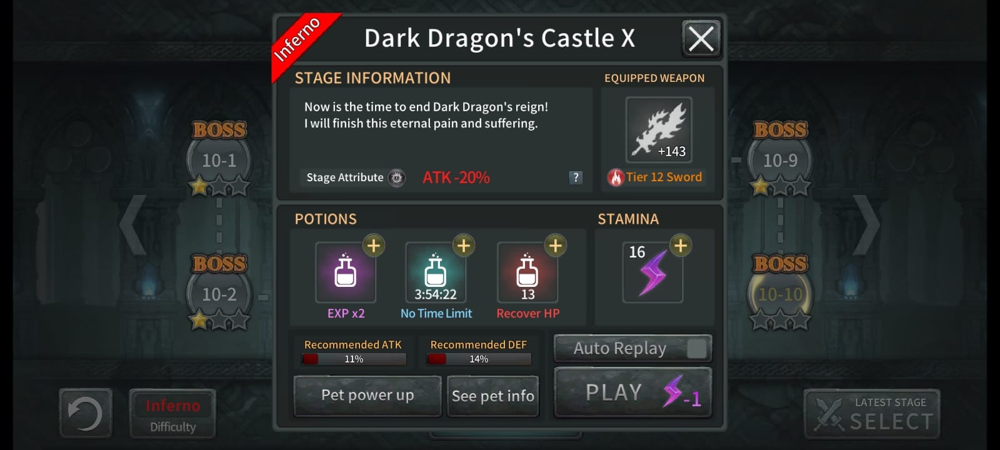 Inferno
Dark Dragon's Castle X
STAGE INFORMATION
EQUIPPED WEAPON
Now is the time to end Dark Dragon's reign!
I will finish this eternal pain and suffering.
+143
Stage Attribute ATK -20% ?
Tier 12 Sword
POTIONS
STAMINA
3:54:22
13
16
EXP x2
No Time Limit
Recover HP
Recommended ATK
11%
Recommended DEF
14%
Auto Replay
Pet power up
See pet info
PLAY -1
BOSS
10-1
BOSS
10-2
BOSS
10-9
BOSS
10-10
Inferno
Difficulty
LATEST STAGE
SELECT